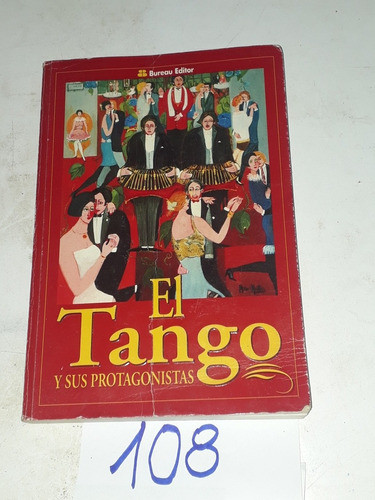 Bureau Editor
El
Tango
Y SUS PROTAGONISTAS
108